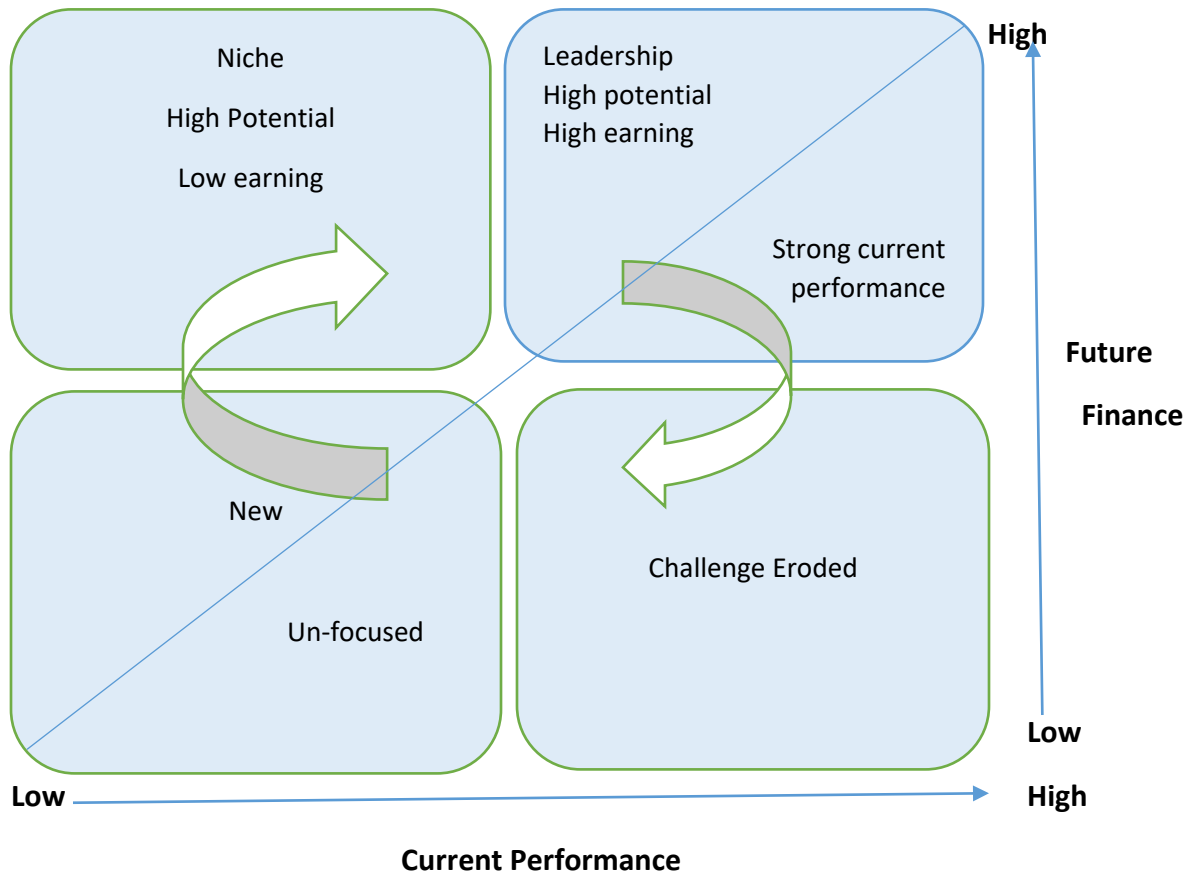 Niche
High Potential
Low earning
Leadership
High potential
High earning
Strong current
performance
High
Future
Finance
New
Un-focused
Challenge Eroded
Low
Low
High
Current Performance